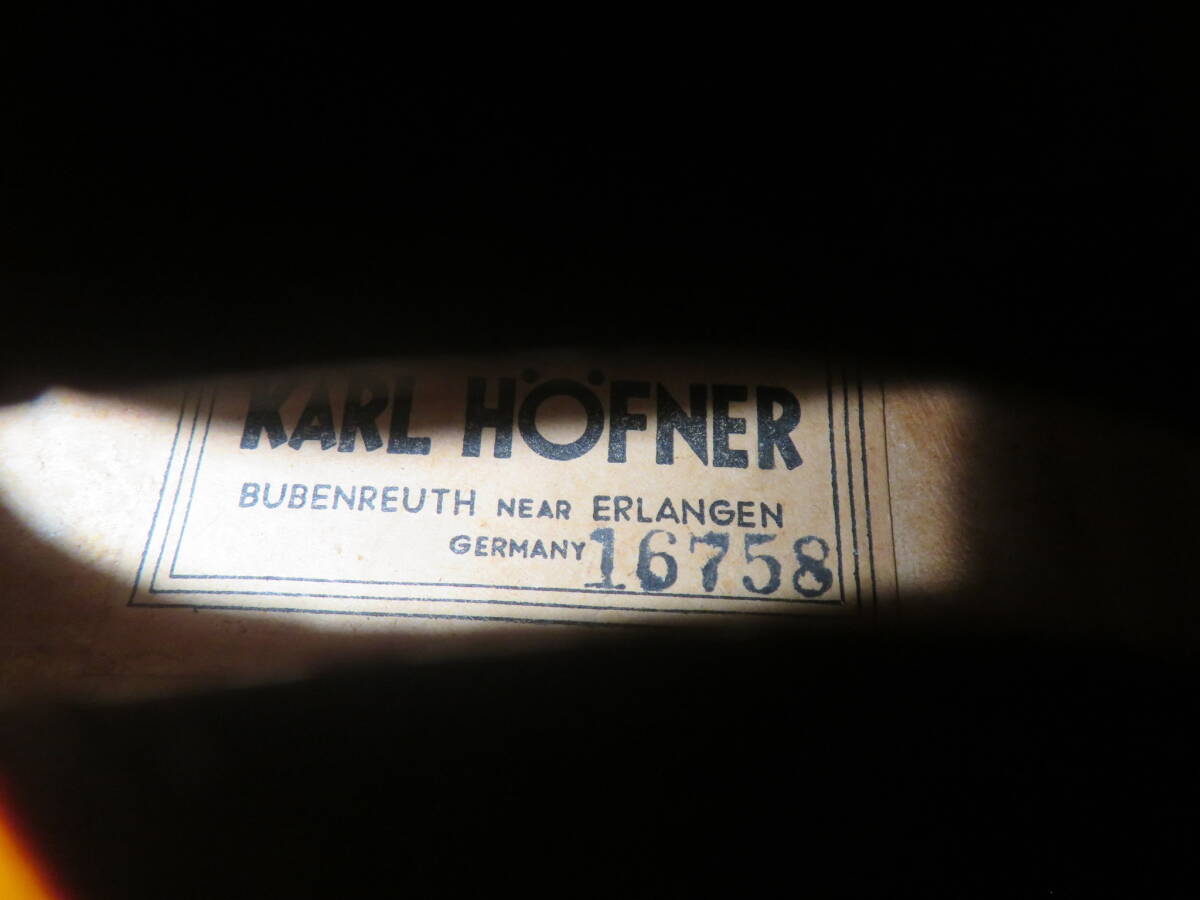 KARL HÖFNER
BUBENREUTH NEAR ERLANGEN
GERMANY 16758